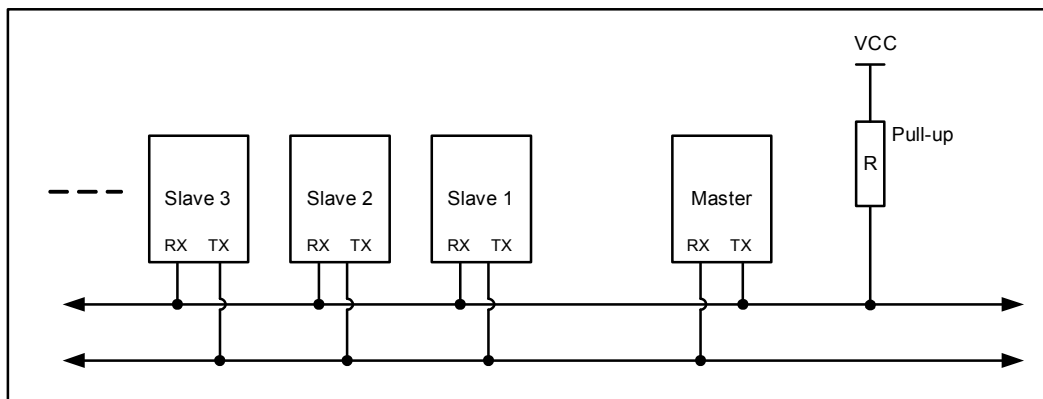 VCC
Pull-up
R
Slave 3
Slave 2
Slave 1
Master
RX TX
RX TX
RX TX
RX TX